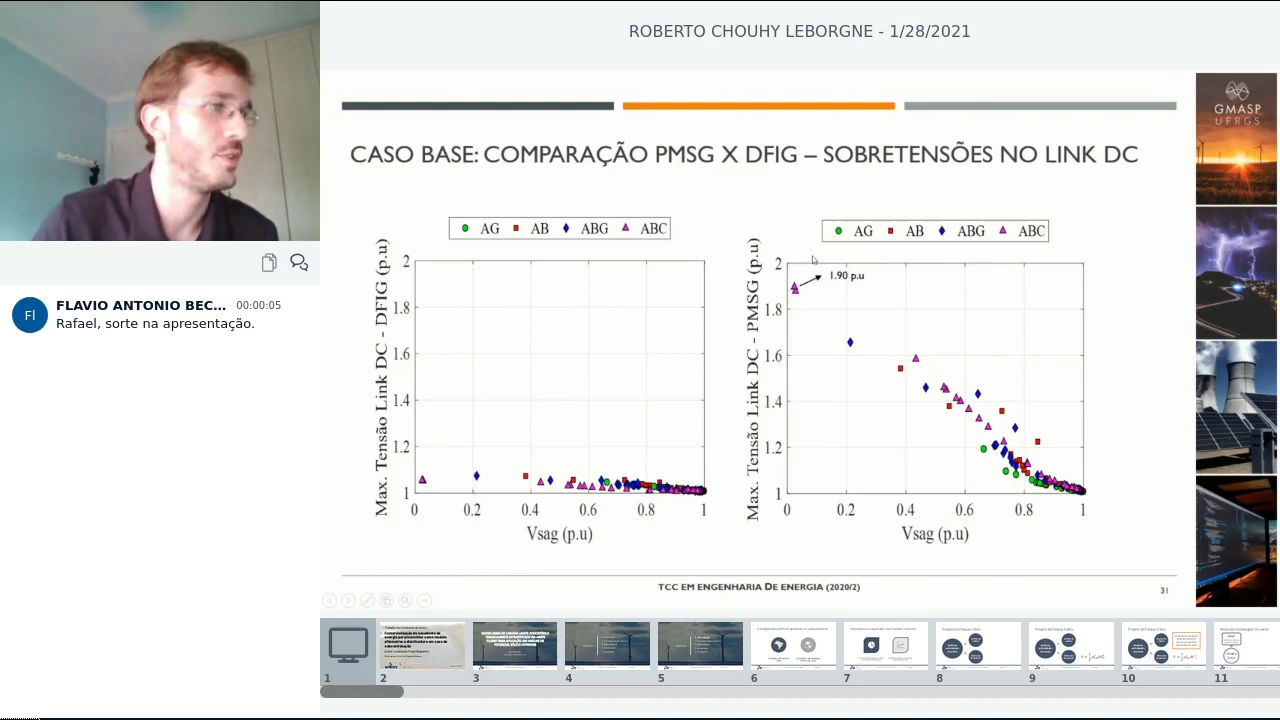 ROBERTO CHOUHY LEBORGNE - 1/28/2021
GMASP
UFRGS
CASO BASE: COMPARAÇÃO PMSG X DFIG – SOBRETENSÕES NO LINK DC
AG AB ABG ABC
Max. Tensão Link DC - DFIG (p.u)
2
1.8
1.6
1.4
1.2
1
0 0.2 0.4 0.6 0.8 1
Vsag (p.u)
AG AB ABG ABC
Max. Tensão Link DC - PMSG (p.u)
1.90 p.u
2
1.8
1.6
1.4
1.2
1
0 0.2 0.4 0.6 0.8 1
Vsag (p.u)
TCC EM ENGENHARIA DE ENERGIA (2020/2)
31
Fl
FLAVIO ANTONIO BEC... 00:00:05
Rafael, sorte na apresentação.
1 2 3 4 5 6 7 8 9 10 11